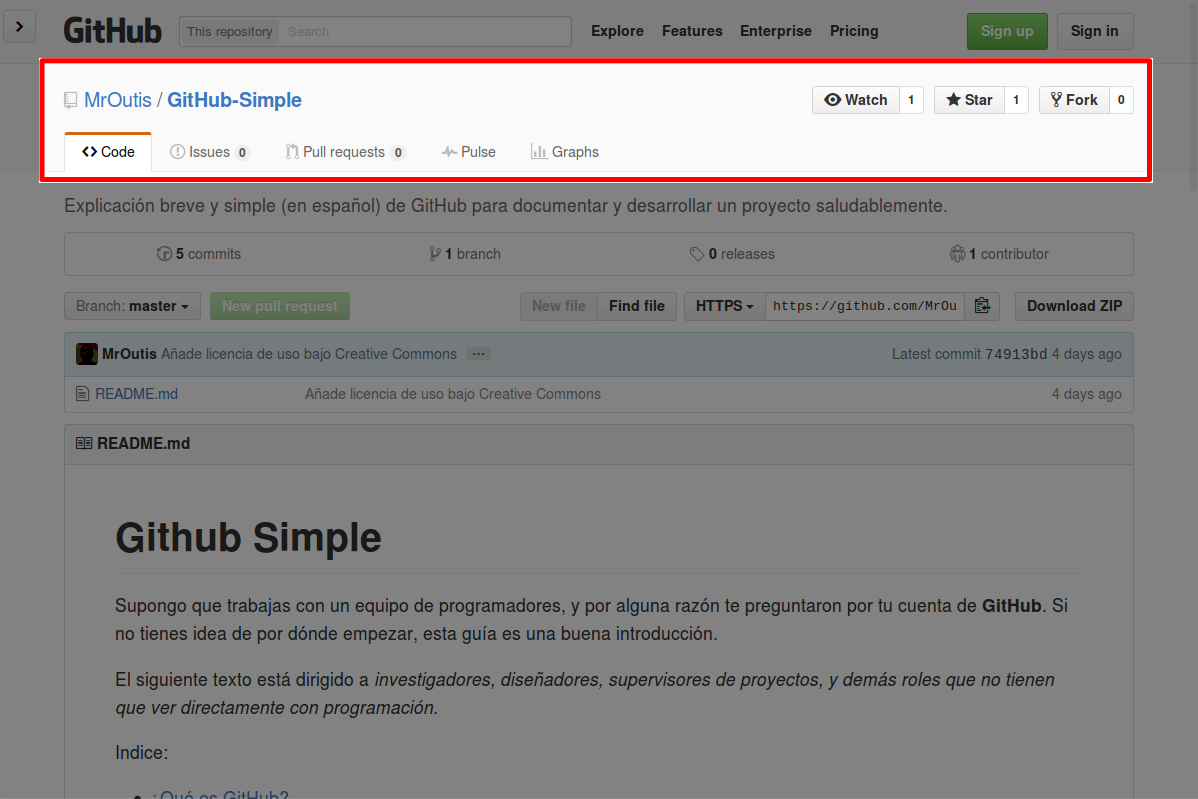 GitHub This repository Search Explore Features Enterprise Pricing Sign up Sign in
MrOutis / GitHub-Simple Watch 1 Star 1 Fork 0
Code Issues 0 Pull requests 0 Pulse Graphs
Explicación breve y simple (en español) de GitHub para documentar y desarrollar un proyecto saludablemente.
5 commits 1 branch 0 releases 1 contributor
Branch: master New pull request New file Find file HTTPS https://github.com/MrOu Download ZIP
MrOutis Añade licencia de uso bajo Creative Commons ... Latest commit 74913bd 4 days ago
README.md Añade licencia de uso bajo Creative Commons 4 days ago
README.md
Github Simple
Supongo que trabajas con un equipo de programadores, y por alguna razón te preguntaron por tu cuenta de GitHub. Si
no tienes idea de por dónde empezar, esta guía es una buena introducción.
El siguiente texto está dirigido a investigadores, diseñadores, supervisores de proyectos, y demás roles que no tienen
que ver directamente con programación.
Indice:
• ¿Qué es GitHub?